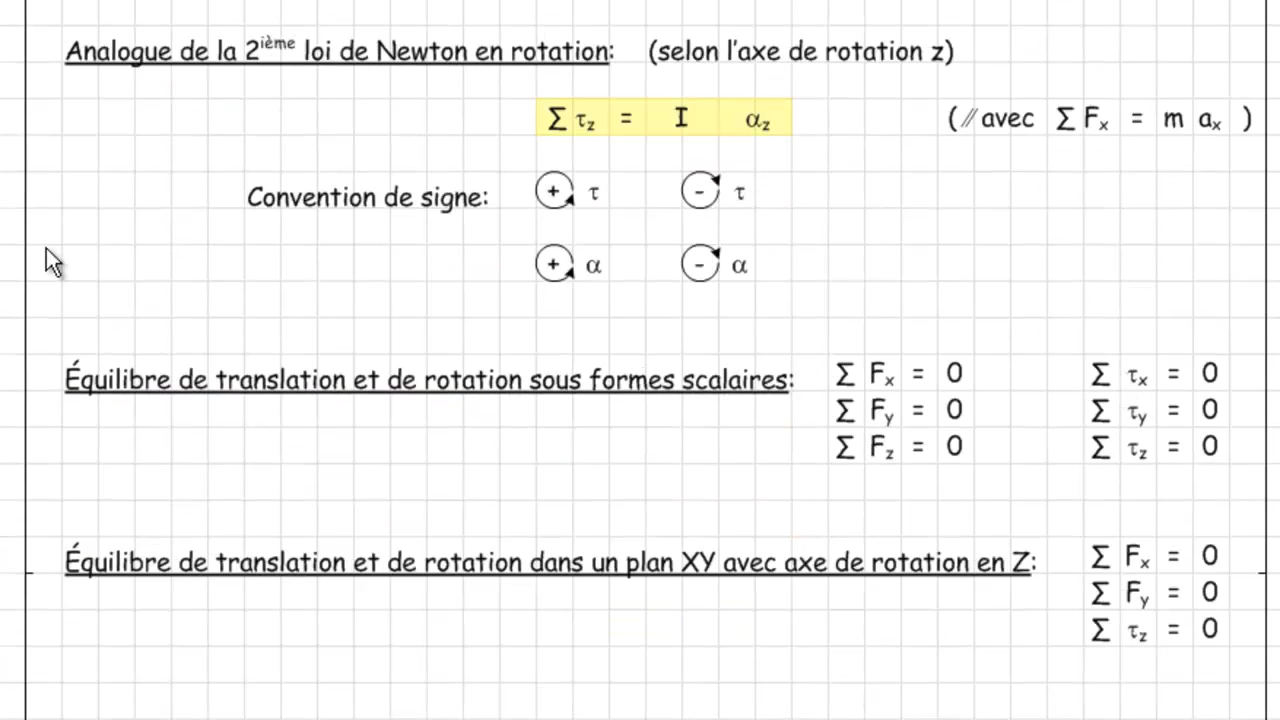 Analogue de la 2ième loi de Newton en rotation: (selon l'axe de rotation z)
∑ τz = I αz (// avec ∑ Fx = m ax )
Convention de signe: + τ - τ
+ α - α
Équilibre de translation et de rotation sous formes scalaires: ∑ Fx = 0 ∑ τx = 0
∑ Fy = 0 ∑ τy = 0
∑ Fz = 0 ∑ τz = 0
Équilibre de translation et de rotation dans un plan XY avec axe de rotation en Z: ∑ Fx = 0
∑ Fy = 0
∑ τz = 0